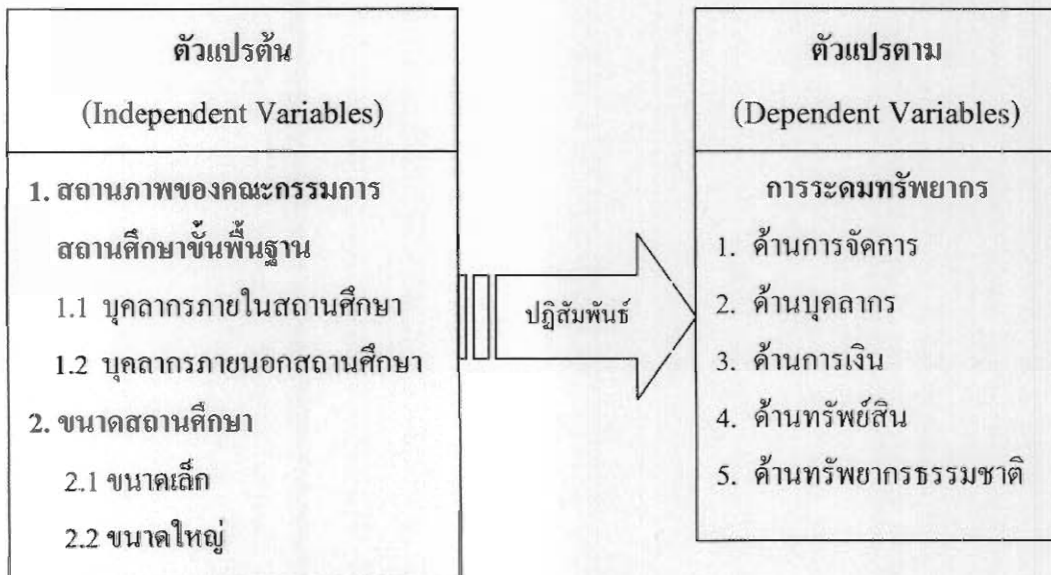 ตัวแปรต้น
(Independent Variables)
1. สถานภาพของคณะกรรมการ
สถานศึกษาขั้นพื้นฐาน
1.1 บุคลากรภายในสถานศึกษา
1.2 บุคลากรภายนอกสถานศึกษา
2. ขนาดสถานศึกษา
2.1 ขนาดเล็ก
2.2 ขนาดใหญ่
ปฏิสัมพันธ์
ตัวแปรตาม
(Dependent Variables)
การระดมทรัพยากร
1. ด้านการจัดการ
2. ด้านบุคลากร
3. ด้านการเงิน
4. ด้านทรัพย์สิน
5. ด้านทรัพยากรธรรมชาติ